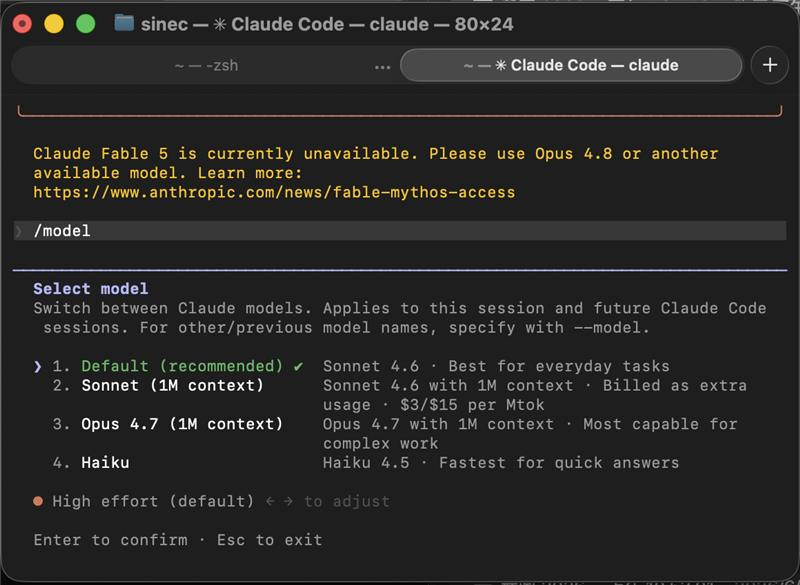 sinec — ✳ Claude Code — claude — 80×24
~ — -zsh
... ~ — ✳ Claude Code — claude +
Claude Fable 5 is currently unavailable. Please use Opus 4.8 or another
available model. Learn more:
https://www.anthropic.com/news/fable-mythos-access
❯ /model
Select model
Switch between Claude models. Applies to this session and future Claude Code
sessions. For other/previous model names, specify with --model.
❯ 1. Default (recommended) ✔ Sonnet 4.6 · Best for everyday tasks
2. Sonnet (1M context) Sonnet 4.6 with 1M context · Billed as extra
usage · $3/$15 per Mtok
3. Opus 4.7 (1M context) Opus 4.7 with 1M context · Most capable for
complex work
4. Haiku Haiku 4.5 · Fastest for quick answers
● High effort (default) ← → to adjust
Enter to confirm · Esc to exit